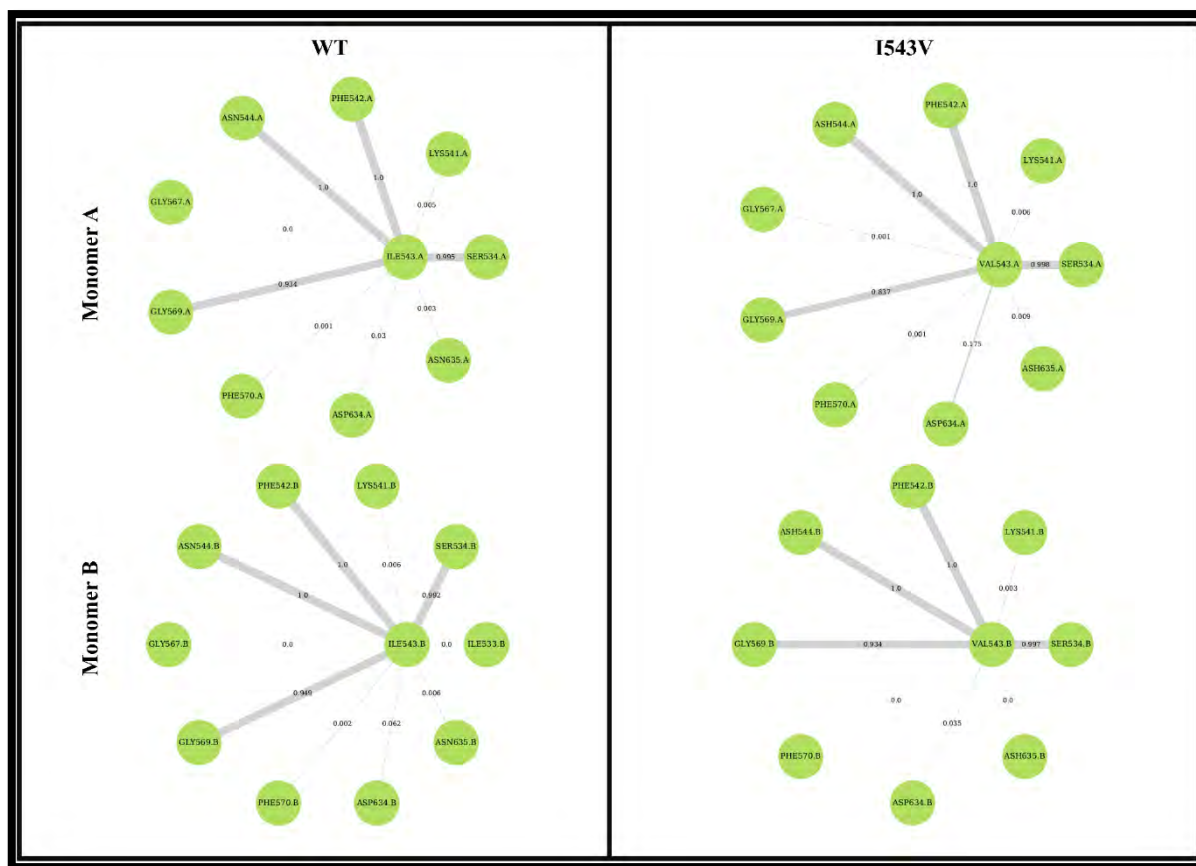 WT
I543V
Monomer A
PHE542.A
ASN544.A
LYS541.A
GLY567.A
1.0
1.0
0.005
0.0
ILE543.A
0.995
SER534.A
0.934
GLY569.A
0.003
0.001
0.03
ASN635.A
PHE570.A
ASP634.A
PHE542.A
ASH544.A
LYS541.A
1.0
1.0
GLY567.A
0.006
0.001
VAL543.A
0.998
SER534.A
0.837
GLY569.A
0.009
0.001
0.175
ASH635.A
PHE570.A
ASP634.A
Monomer B
PHE542.B
LYS541.B
ASN544.B
SER534.B
1.0
0.006
0.992
1.0
GLY567.B
0.0
ILE543.B
0.0
ILE533.B
0.949
0.006
0.002
0.062
GLY569.B
ASN635.B
PHE570.B
ASP634.B
PHE542.B
ASH544.B
LYS541.B
1.0
1.0
0.003
GLY569.B
0.934
VAL543.B
0.997
SER534.B
0.0
0.0
0.035
PHE570.B
ASH635.B
ASP634.B